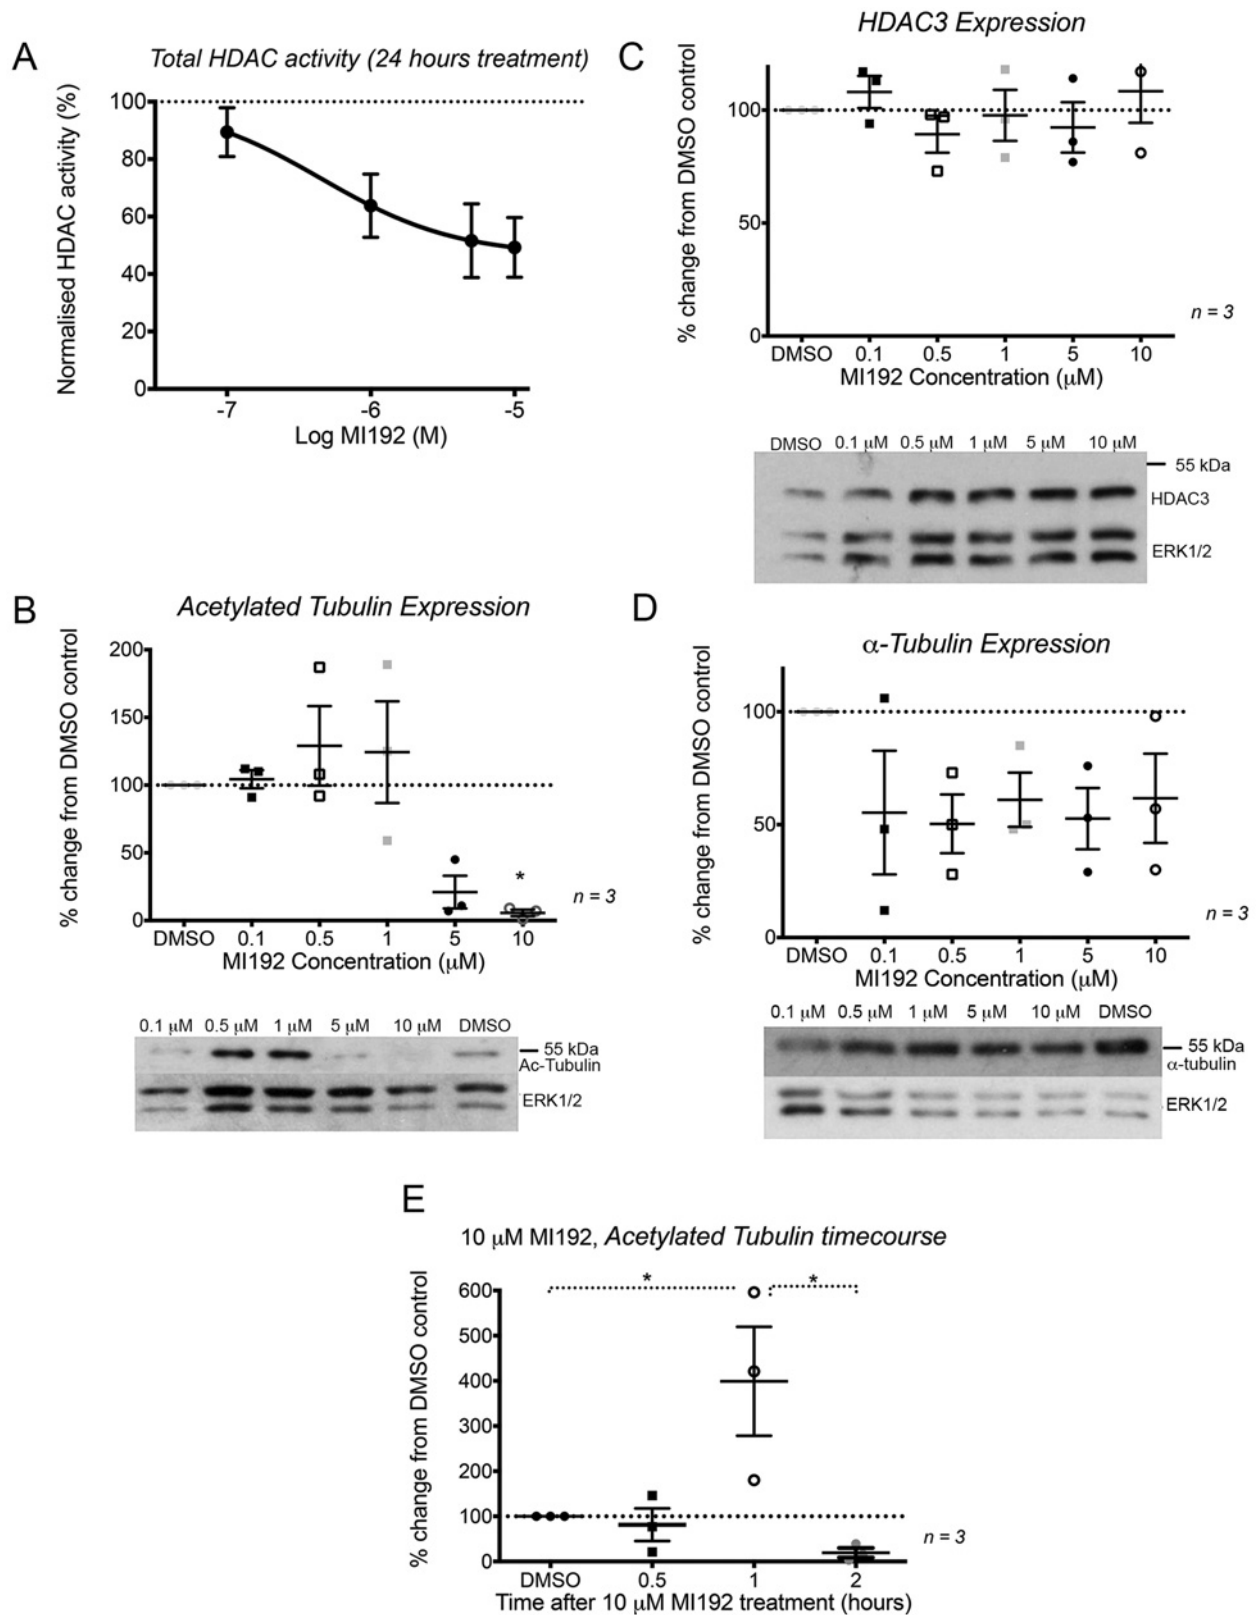 A
Total HDAC activity (24 hours treatment)
Normalised HDAC activity (%)
100
80
60
40
20
0
-7
-6
-5
Log MI192 (M)
C
HDAC3 Expression
% change from DMSO control
100
50
0
n = 3
DMSO
0.1
0.5
1
5
10
MI192 Concentration (μM)
DMSO 0.1 μM 0.5 μM 1 μM 5 μM 10 μM
55 kDa
HDAC3
ERK1/2
B
Acetylated Tubulin Expression
% change from DMSO control
200
150
100
50
0
*
n = 3
DMSO
0.1
0.5
1
5
10
MI192 Concentration (μM)
0.1 μM 0.5 μM 1 μM 5 μM 10 μM DMSO
55 kDa
Ac-Tubulin
ERK1/2
D
α-Tubulin Expression
% change from DMSO control
100
50
0
n = 3
DMSO
0.1
0.5
1
5
10
MI192 Concentration (μM)
0.1 μM 0.5 μM 1 μM 5 μM 10 μM DMSO
55 kDa
α-tubulin
ERK1/2
E
10 μM MI192, Acetylated Tubulin timecourse
% change from DMSO control
600
500
400
300
200
100
0
*
*
n = 3
DMSO
0.5
1
2
Time after 10 μM MI192 treatment (hours)